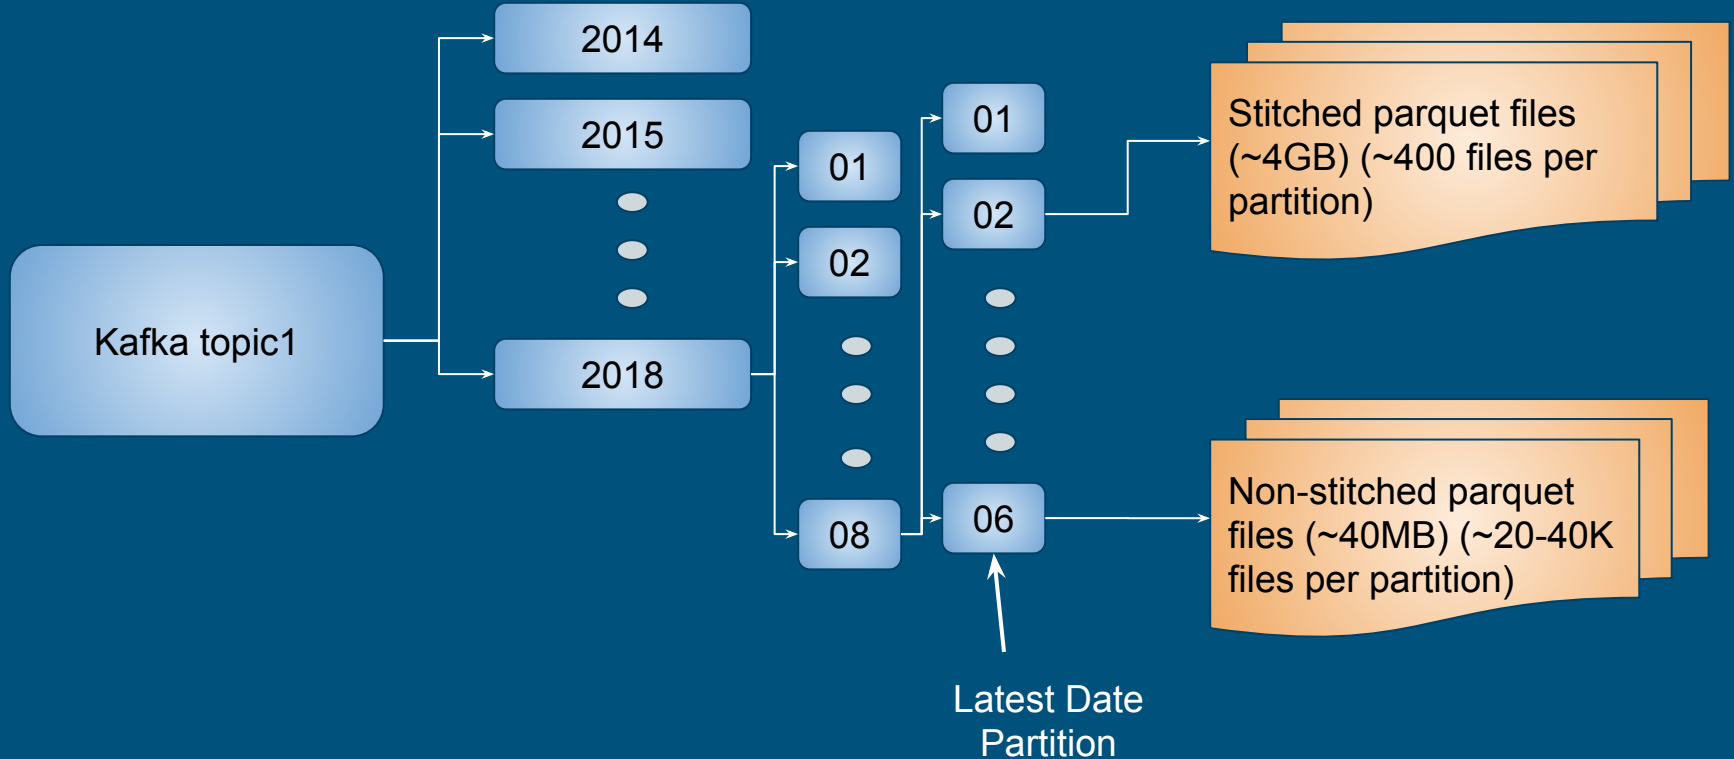 Kafka topic1
2014
2015
2018
01
02
08
01
02
06
Latest Date
Partition
Stitched parquet files
(~4GB) (~400 files per
partition)
Non-stitched parquet
files (~40MB) (~20-40K
files per partition)